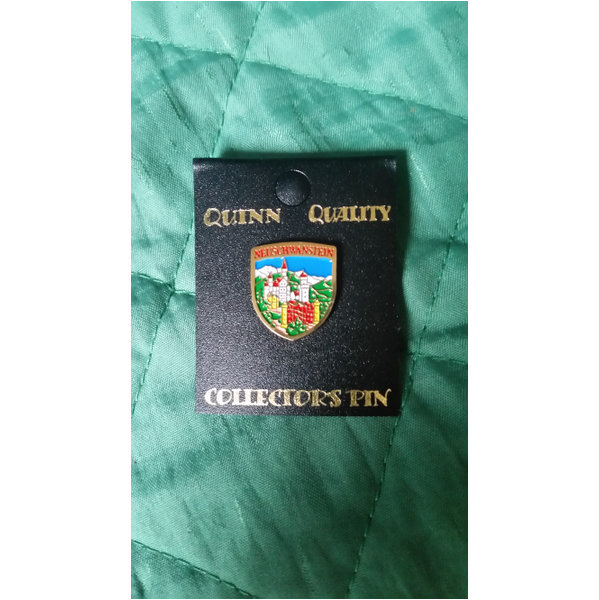 QUINN QUALITY
NEUSCHWANSTEIN
COLLECTOR'S PIN